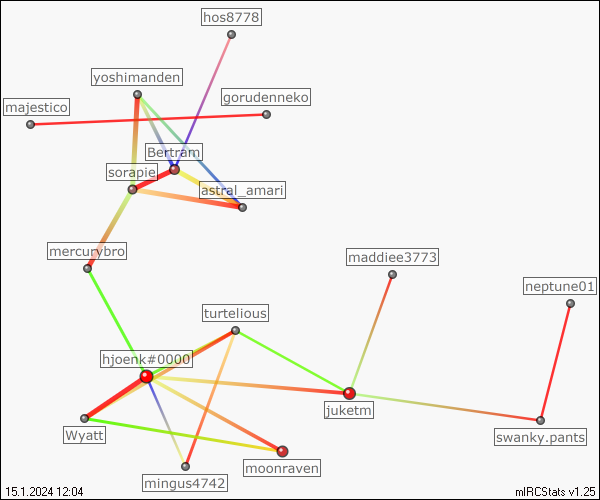 hos8778
yoshimanden
gorudenneko
majestico
Bertram
sorapie
astral_amari
mercurybro
maddiee3773
neptune01
turtelious
hjoenk#0000
juketm
Wyatt
swanky.pants
moonraven
mingus4742
15.1.2024 12:04
mIRCStats v1.25